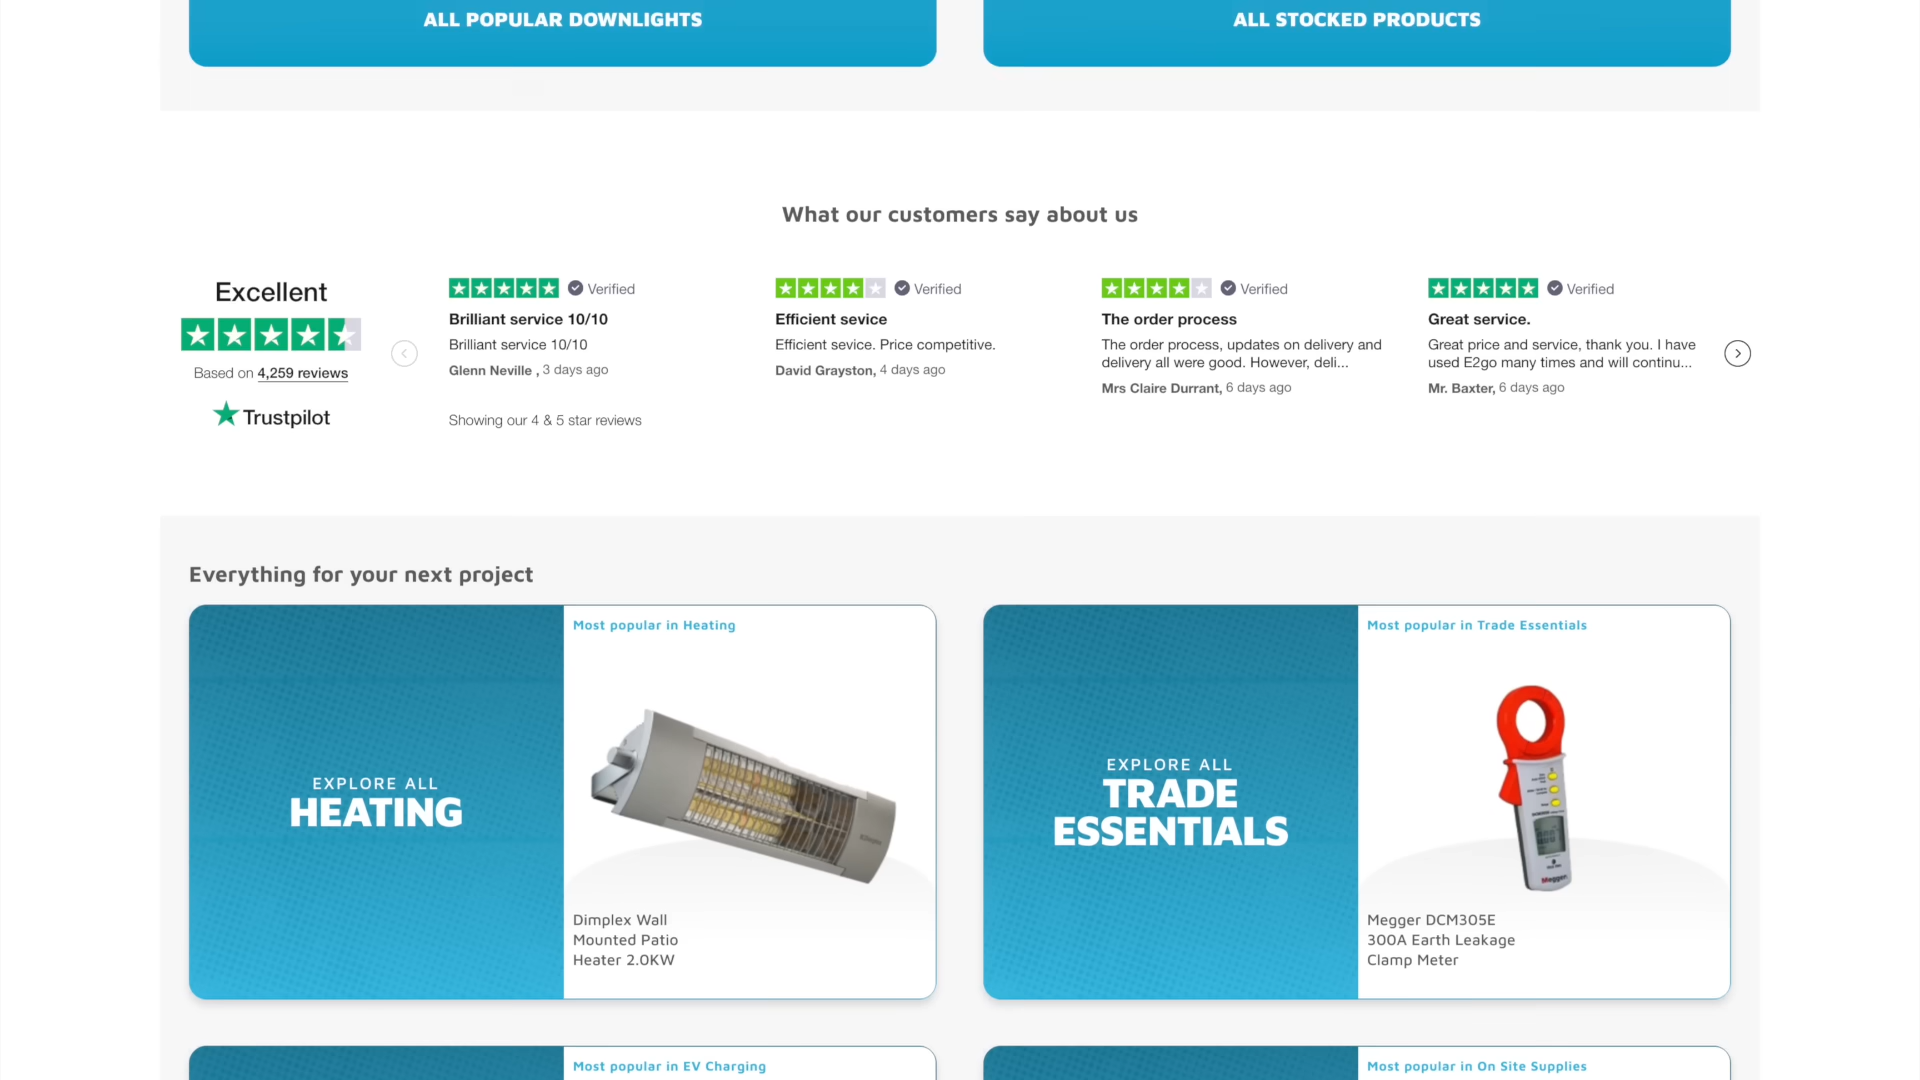 ALL POPULAR DOWNLIGHTS
ALL STOCKED PRODUCTS
What our customers say about us
Excellent
Based on 4,259 reviews
Trustpilot
Verified
Brilliant service 10/10
Brilliant service 10/10
Glenn Neville , 3 days ago
Showing our 4 & 5 star reviews
Verified
Efficient sevice
Efficient sevice. Price competitive.
David Grayston, 4 days ago
Verified
The order process
The order process, updates on delivery and
delivery all were good. However, deli...
Mrs Claire Durrant, 6 days ago
Verified
Great service.
Great price and service, thank you. I have
used E2go many times and will continu...
Mr. Baxter, 6 days ago
Everything for your next project
EXPLORE ALL
HEATING
Most popular in Heating
Dimplex Wall
Mounted Patio
Heater 2.0KW
EXPLORE ALL
TRADE
ESSENTIALS
Most popular in Trade Essentials
Megger
Megger DCM305E
300A Earth Leakage
Clamp Meter
Most popular in EV Charging
Most popular in On Site Supplies